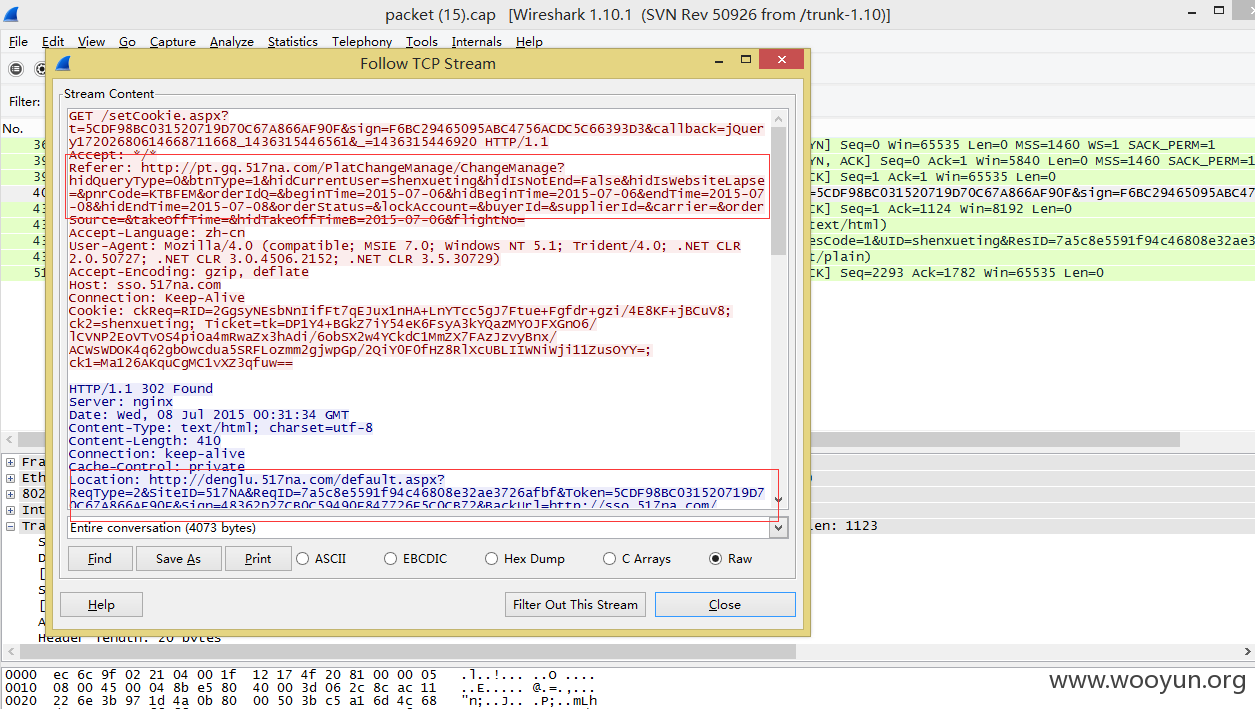 packet (15).cap [Wireshark 1.10.1 (SVN Rev 50926 from /trunk-1.10)]
File Edit View Go Capture Analyze Statistics Telephony Tools Internals Help
Follow TCP Stream
Filter:
Stream Content
No.
GET /setCookie.aspx?
t=5CDF98BC031520719D70C67A866AF90F&sign=F6BC29465095ABC4756ACDC5C66393D3&callback=jQue
ry17202680614668711668_1436315446561&_=1436315446920 HTTP/1.1
Accept: */*
Referer: http://pt.gq.517na.com/PlatChangeManage/ChangeManage?
hidQueryType=0&btnType=1&hidCurrentUser=shenxueting&hidIsNotEnd=False&hidIsWebsiteLapse
=&pnrCode=KTBFEM&orderIdQ=&beginTime=2015-07-06&hidBeginTime=2015-07-06&endTime=2015-07
-08&hidEndTime=2015-07-08&orderStatus=&lockAccount=&buyerId=&supplierId=&carrier=&order
Source=&takeOffTime=&hidTakeOffTimeB=2015-07-06&flightNo=
Accept-Language: zh-cn
User-Agent: Mozilla/4.0 (compatible; MSIE 7.0; Windows NT 5.1; Trident/4.0; .NET CLR
2.0.50727; .NET CLR 3.0.4506.2152; .NET CLR 3.5.30729)
Accept-Encoding: gzip, deflate
Host: sso.517na.com
Connection: Keep-Alive
Cookie: ckReq=RID=2GgsyNEsbNnIifFt7qEJux1nHA+LnYTcc5gJ7Ftue+Fgfdr+gzi/4E8KF+jBCuV8;
ck2=shenxueting; Ticket=tk=DP1Y4+BGkZ7iY54eK6FsyA3kYQazMYOJFXGnO6/
lCVNP2EoVTvOS4piOa4mRwaZx3hAdi/6obSX2w4YCkdC1MmZX7FAzJzvyBnx/
ACWsWDOK4q62gbOwcdua5SRFLozmm2gjwpGp/2QiY0F0fHZ8RlXcUBLIIWNiWji11ZusOYY=;
ck1=Ma126AKquCgMC1vXZ3qfuw==
HTTP/1.1 302 Found
Server: nginx
Date: Wed, 08 Jul 2015 00:31:34 GMT
Content-Type: text/html; charset=utf-8
Content-Length: 410
Connection: keep-alive
Cache-Control: private
Location: http://denglu.517na.com/default.aspx?
ReqType=2&SiteID=517NA&ReqID=7a5c8e5591f94c46808e32ae3726afbf&Token=5CDF98BC031520719D7
0C67A866AF90F&Sign=48362D27CB0C59490F847726F5C0CB72&BackUrl=http://sso.517na.com/
YN] Seq=0 Win=65535 Len=0 MSS=1460 WS=1 SACK_PERM=1
YN, ACK] Seq=0 Ack=1 Win=5840 Len=0 MSS=1460 SACK_PERM=1
CK] Seq=1 Ack=1 Win=65535 Len=0
=5CDF98BC031520719D70C67A866AF90F&sign=F6BC29465095ABC47
CK] Seq=1 Ack=1124 Win=8192 Len=0
text/html)
esCode=1&UID=shenxueting&ResID=7a5c8e5591f94c46808e32ae3
t/plain)
CK] Seq=2293 Ack=1782 Win=65535 Len=0
36
39
39
40
43
43
43
43
51
Entire conversation (4073 bytes)
Find Save As Print ASCII EBCDIC Hex Dump C Arrays Raw
Help Filter Out This Stream Close
Fra
Eth
802
Int
Tra
en: 1123
Header length: 20 bytes
0000 ec 6c 9f 02 21 04 00 1f 12 17 4f 20 81 00 00 05 .l..!... ..O ....
0010 08 00 45 00 04 8b e5 80 40 00 3d 06 2c 8c ac 11 ..E..... @.=.,...
0020 22 6e 3b 97 1d 4a 0b 80 00 50 3b c5 a1 6d 4c 68 "n;..J.. .P;..mLh
www.wooyun.org